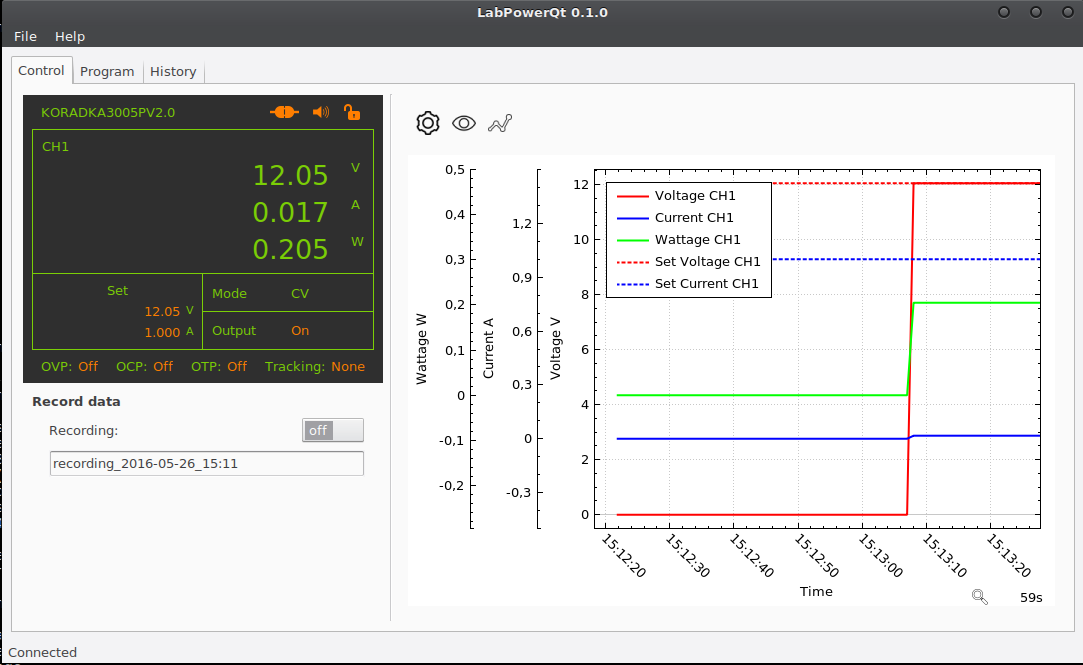 LabPowerQt 0.1.0
File Help
Control Program History
KORADKA3005PV2.0
CH1
12.05 V
0.017 A
0.205 W
Set
12.05 V
1.000 A
Mode CV
Output On
OVP: Off OCP: Off OTP: Off Tracking: None
Record data
Recording: off
recording_2016-05-26_15:11
Wattage W
0,5
0,4
0,3
0,2
0,1
0
-0,1
-0,2
Current A
1,2
0,9
0,6
0,3
0
-0,3
Voltage V
12
10
8
6
4
2
0
Voltage CH1
Current CH1
Wattage CH1
Set Voltage CH1
Set Current CH1
15:12:20 15:12:30 15:12:40 15:12:50 15:13:00 15:13:10 15:13:20
Time
59s
Connected